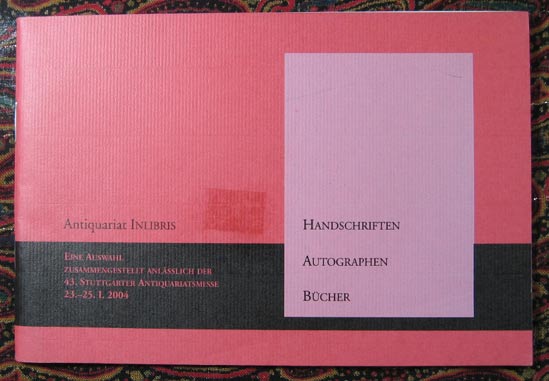 Antiquariat INLIBRIS
EINE AUSWAHL
ZUSAMMENGESTELLT ANLÄSSLICH DER
43. STUTTGARTER ANTIQUARIATSMESSE
23.–25. I. 2004
HANDSCHRIFTEN
AUTOGRAPHEN
BÜCHER